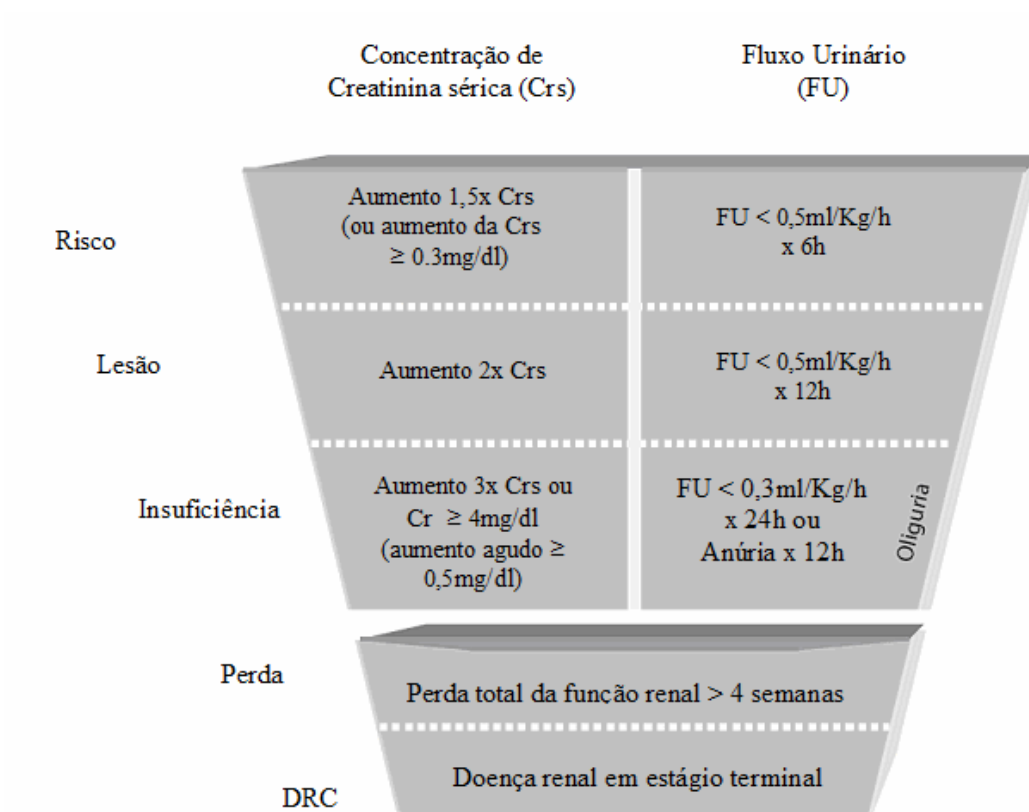 Concentração de
Creatinina sérica (Crs)
Fluxo Urinário
(FU)
Risco
Aumento 1,5x Crs
(ou aumento da Crs
≥ 0.3mg/dl)
FU < 0,5ml/Kg/h
x 6h
Lesão
Aumento 2x Crs
FU < 0,5ml/Kg/h
x 12h
Insuficiência
Aumento 3x Crs ou
Cr ≥ 4mg/dl
(aumento agudo ≥
0,5mg/dl)
FU < 0,3ml/Kg/h
x 24h ou
Anúria x 12h
Oliguria
Perda
Perda total da função renal > 4 semanas
DRC
Doença renal em estágio terminal